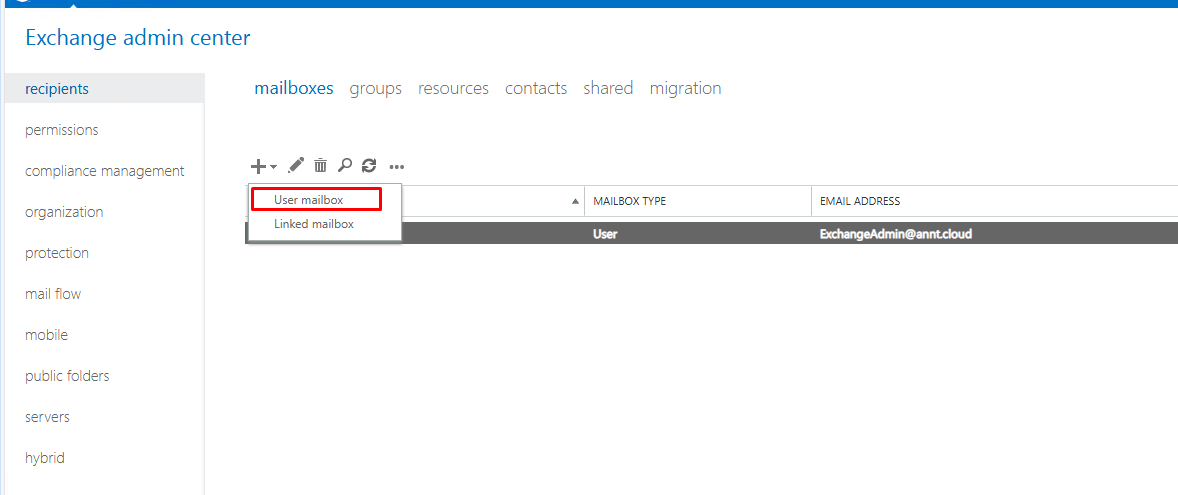 Exchange admin center
recipients
permissions
compliance management
organization
protection
mail flow
mobile
public folders
servers
hybrid
mailboxes groups resources contacts shared migration
User mailbox
Linked mailbox
MAILBOX TYPE EMAIL ADDRESS
User ExchangeAdmin@annt.cloud